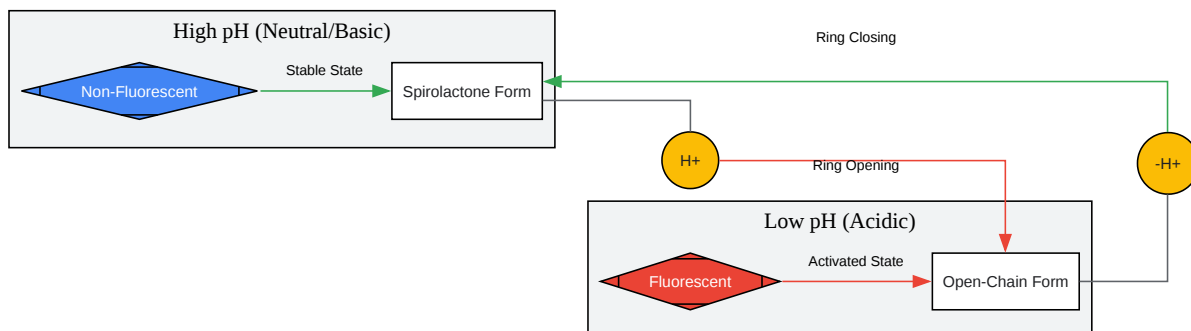 High pH (Neutral/Basic)
Ring Closing
Non-Fluorescent
Stable State
Spirolactone Form
H+
-H+
Ring Opening
Low pH (Acidic)
Fluorescent
Activated State
Open-Chain Form